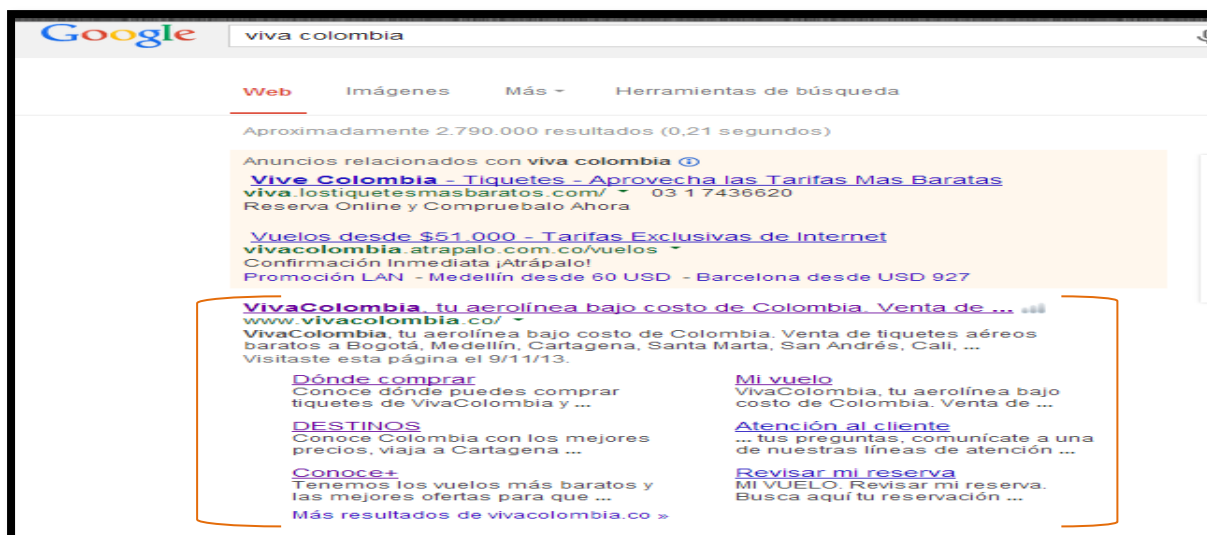 Google
viva colombia
Web Imágenes Más Herramientas de búsqueda
Aproximadamente 2.790.000 resultados (0,21 segundos)
Anuncios relacionados con viva colombia
Vive Colombia - Tiquetes - Aprovecha las Tarifas Mas Baratas
viva.lostiquetesmasbaratos.com/ 03 1 7436620
Reserva Online y Compruebalo Ahora
Vuelos desde $51.000 - Tarifas Exclusivas de Internet
vivacolombia.atrapalo.com.co/vuelos
Confirmación Inmediata ¡Atrápalo!
Promoción LAN - Medellín desde 60 USD - Barcelona desde USD 927
VivaColombia, tu aerolínea bajo costo de Colombia. Venta de ...
www.vivacolombia.co/
VivaColombia, tu aerolínea bajo costo de Colombia. Venta de tiquetes aéreos
baratos a Bogotá, Medellín, Cartagena, Santa Marta, San Andrés, Cali, ...
Visitaste esta página el 9/11/13.
Dónde comprar
Conoce dónde puedes comprar
tiquetes de VivaColombia y ...
DESTINOS
Conoce Colombia con los mejores
precios, viaja a Cartagena ...
Conoce+
Tenemos los vuelos más baratos y
las mejores ofertas para que ...
Más resultados de vivacolombia.co »
Mi vuelo
VivaColombia, tu aerolínea bajo
costo de Colombia. Venta de ...
Atención al cliente
... tus preguntas, comunícate a una
de nuestras líneas de atención ...
Revisar mi reserva
MI VUELO. Revisar mi reserva.
Busca aquí tu reservación ...